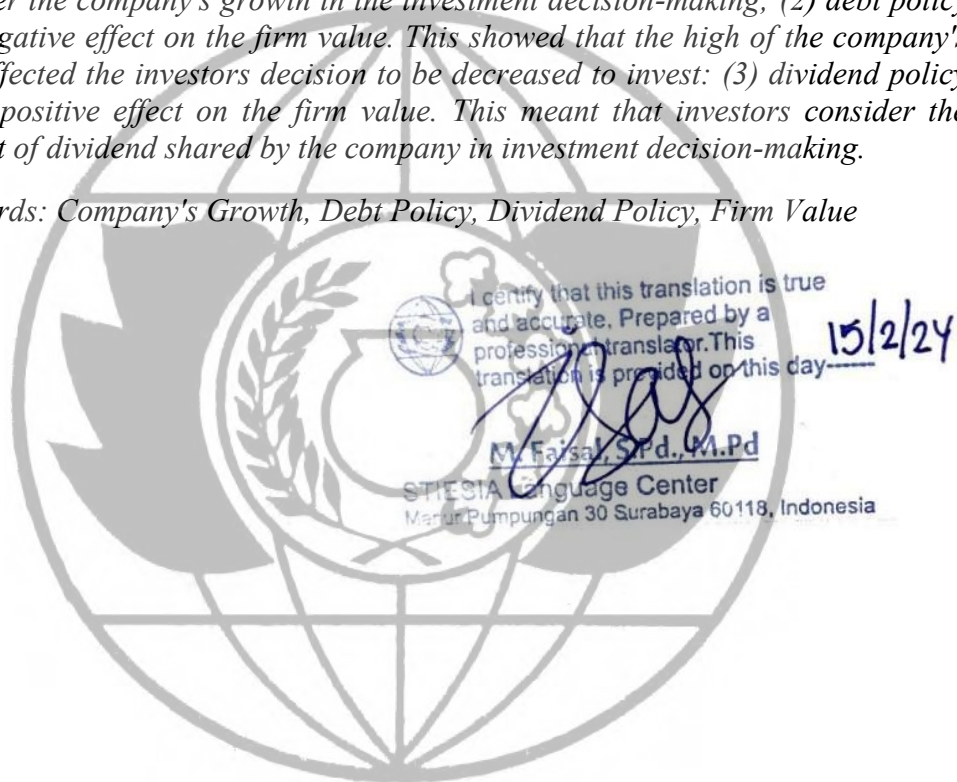 er the company's growth in the investment decision-making; (2) debt policy
gative effect on the firm value. This showed that the high of the company's
ffected the investors decision to be decreased to invest: (3) dividend policy
positive effect on the firm value. This meant that investors consider the
t of dividend shared by the company in investment decision-making.
rds: Company's Growth, Debt Policy, Dividend Policy, Firm Value
I certify that this translation is true
and accurate, Prepared by a
professional translator.This
translation is provided on this day-----
15/2/24
M. Faisal, S.Pd., M.Pd
STIESIA Language Center
Menur Pumpungan 30 Surabaya 60118, Indonesia